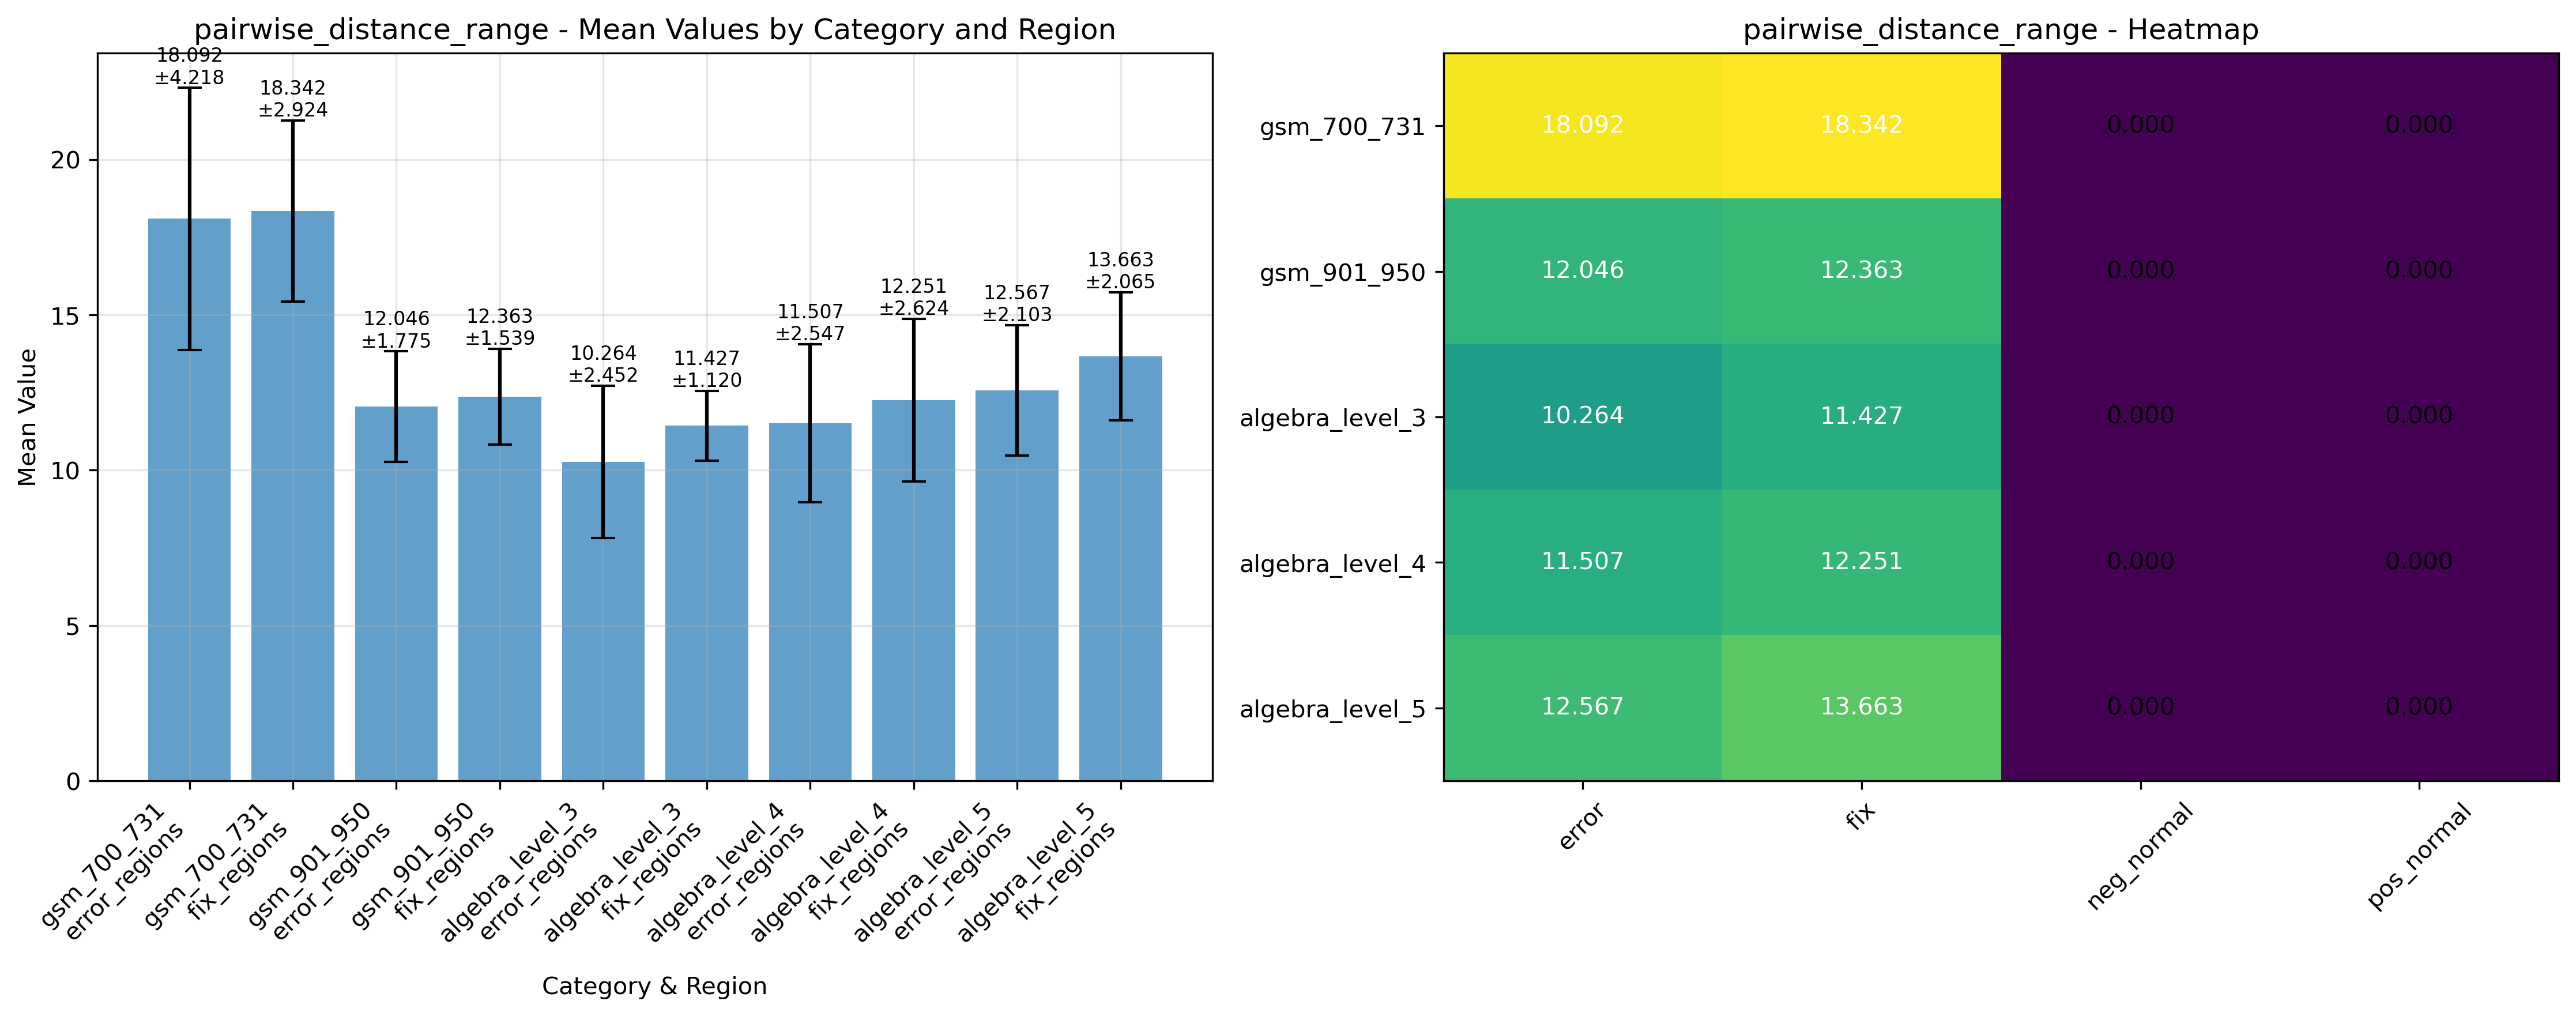 pairwise_distance_range - Mean Values by Category and Region
Mean Value
20
15
10
5
0
18.092
±4.218
18.342
±2.924
12.046
±1.775
12.363
±1.539
10.264
±2.452
11.427
±1.120
11.507
±2.547
12.251
±2.624
12.567
±2.103
13.663
±2.065
gsm_700_731
error_regions
gsm_700_731
fix_regions
gsm_901_950
error_regions
gsm_901_950
fix_regions
algebra_level_3
error_regions
algebra_level_3
fix_regions
algebra_level_4
error_regions
algebra_level_4
fix_regions
algebra_level_5
error_regions
algebra_level_5
fix_regions
Category & Region
pairwise_distance_range - Heatmap
gsm_700_731 18.092 18.342 0.000 0.000
gsm_901_950 12.046 12.363 0.000 0.000
algebra_level_3 10.264 11.427 0.000 0.000
algebra_level_4 11.507 12.251 0.000 0.000
algebra_level_5 12.567 13.663 0.000 0.000
error fix neg_normal pos_normal